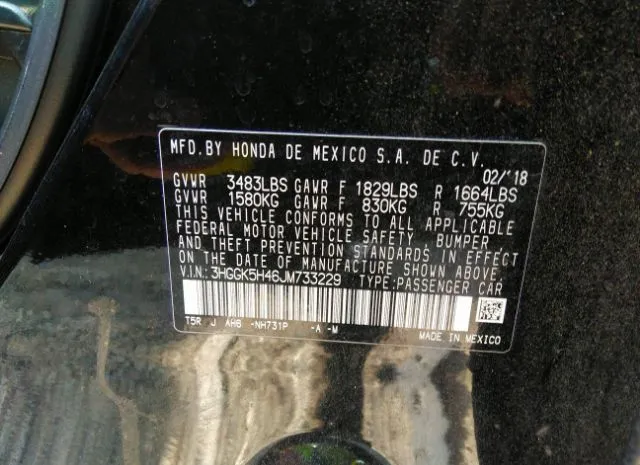 MFD.BY HONDA DE MEXICO S.A. DE C.V.
02/'18
GVWR 3483LBS GAWR F 1829LBS R 1664LBS
GVWR 1580KG GAWR F 830KG R 755KG
THIS VEHICLE CONFORMS TO ALL APPLICABLE
FEDERAL MOTOR VEHICLE SAFETY, BUMPER,
AND THEFT PREVENTION STANDARDS IN EFFECT
ON THE DATE OF MANUFACTURE SHOWN ABOVE.
V.I.N.: 3HGGK5H46JM733229 TYPE:PASSENGER CAR
T5R J AHB -NH731P -A -W
MADE IN MEXICO